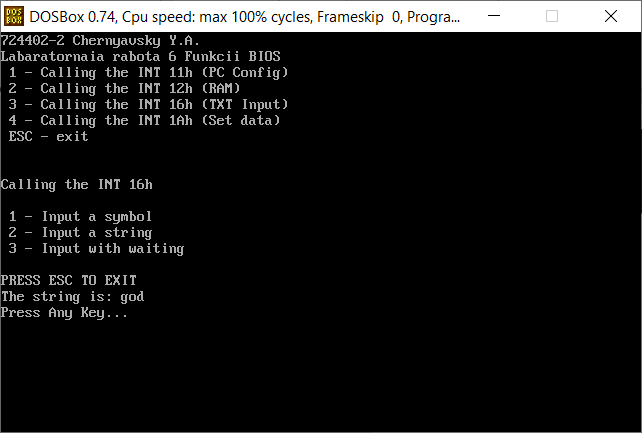 DOSBox 0.74, Cpu speed: max 100% cycles, Frameskip 0, Progra...
724402-2 Chernyavsky Y.A.
Labaratornaia rabota 6 Funkcii BIOS
1 - Calling the INT 11h (PC Config)
2 - Calling the INT 12h (RAM)
3 - Calling the INT 16h (TXT Input)
4 - Calling the INT 1Ah (Set data)
ESC - exit
Calling the INT 16h
1 - Input a symbol
2 - Input a string
3 - Input with waiting
PRESS ESC TO EXIT
The string is: god
Press Any Key...